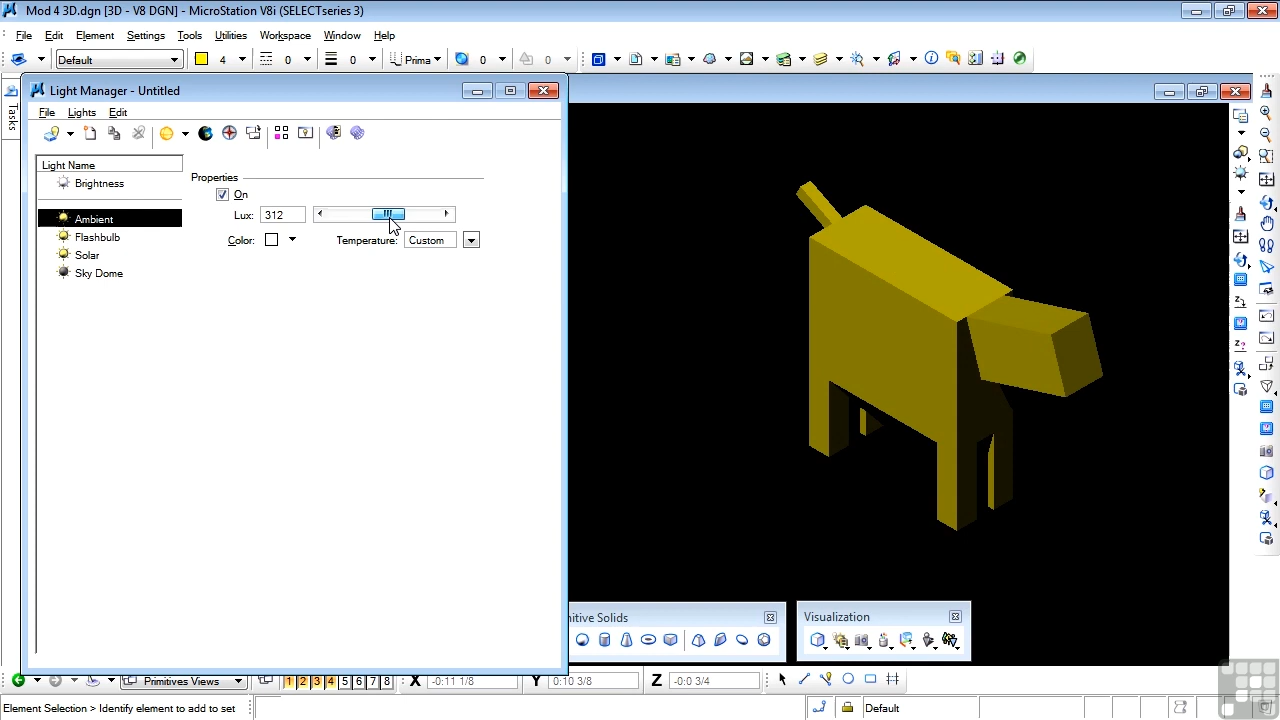 Mod 4 3D.dgn [3D - V8 DGN] - MicroStation V8i (SELECTseries 3)
File Edit Element Settings Tools Utilities Workspace Window Help
Default 4 0 0 Prima 0 0
Tasks
Light Manager - Untitled
File Lights Edit
Light Name
Brightness
Ambient
Flashbulb
Solar
Sky Dome
Properties
On
Lux: 312
Color: Temperature: Custom
nitive Solids
Visualization
Primitives Views 1 2 3 4 5 6 7 8 X -0:11 1/8 Y 0:10 3/8 Z -0:0 3/4
Element Selection > Identify element to add to set Default